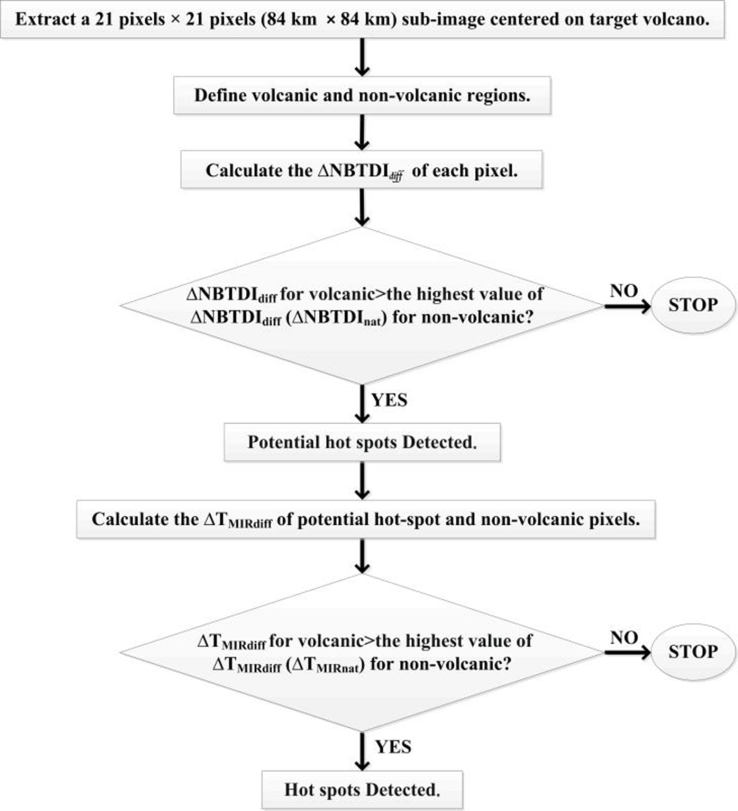 Extract a 21 pixels × 21 pixels (84 km × 84 km) sub-image centered on target volcano.
Define volcanic and non-volcanic regions.
Calculate the ΔNBTDIdiff of each pixel.
ΔNBTDIdiff for volcanic>the highest value of
ΔNBTDIdiff (ΔNBTDInat) for non-volcanic?
NO
STOP
YES
Potential hot spots Detected.
Calculate the ΔTMIRdiff of potential hot-spot and non-volcanic pixels.
ΔTMIRdiff for volcanic>the highest value of
ΔTMIRdiff (ΔTMIRnat) for non-volcanic?
NO
STOP
YES
Hot spots Detected.